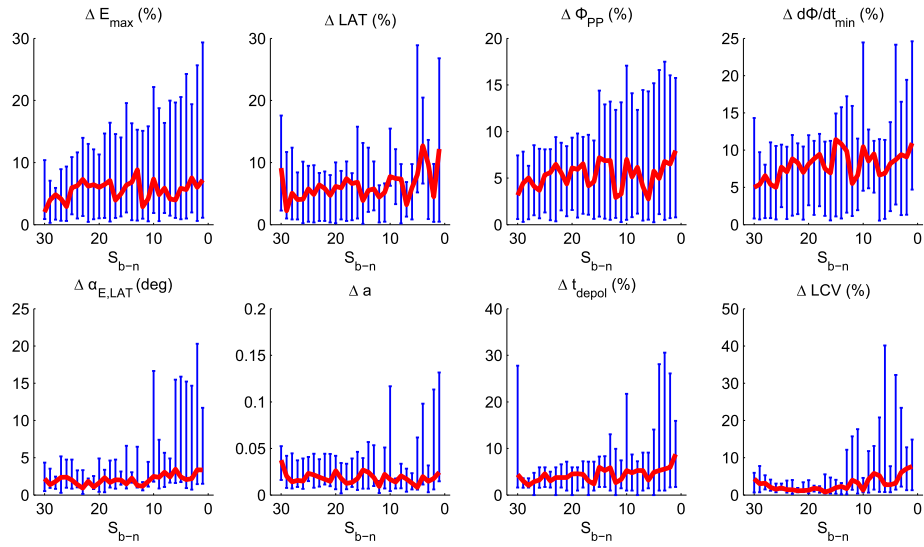 Δ E_max (%)
30
20
10
0
30 20 10 0
S_b−n
Δ LAT (%)
30
20
10
0
30 20 10 0
S_b−n
Δ Φ_PP (%)
20
15
10
5
0
30 20 10 0
S_b−n
Δ dΦ/dt_min (%)
25
20
15
10
5
0
30 20 10 0
S_b−n
Δ α_E,LAT (deg)
25
20
15
10
5
0
30 20 10 0
S_b−n
Δ a
0.2
0.15
0.1
0.05
0
30 20 10 0
S_b−n
Δ t_depol (%)
40
30
20
10
0
30 20 10 0
S_b−n
Δ LCV (%)
50
40
30
20
10
0
30 20 10 0
S_b−n